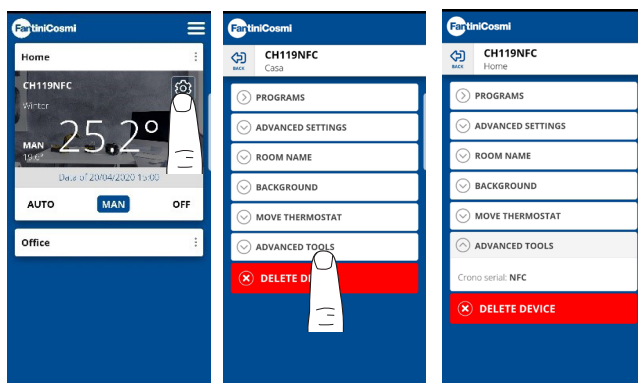 FantiniCosmi
Home
CH119NFC
Winter
25.2°
MAN
19.6°
Data of 20/04/2020 15:00
AUTO
MAN
OFF
Office
FantiniCosmi
BACK
CH119NFC
Casa
PROGRAMS
ADVANCED SETTINGS
ROOM NAME
BACKGROUND
MOVE THERMOSTAT
ADVANCED TOOLS
DELETE DE
FantiniCosmi
BACK
CH119NFC
Home
PROGRAMS
ADVANCED SETTINGS
ROOM NAME
BACKGROUND
MOVE THERMOSTAT
ADVANCED TOOLS
Crono serial: NFC
DELETE DEVICE